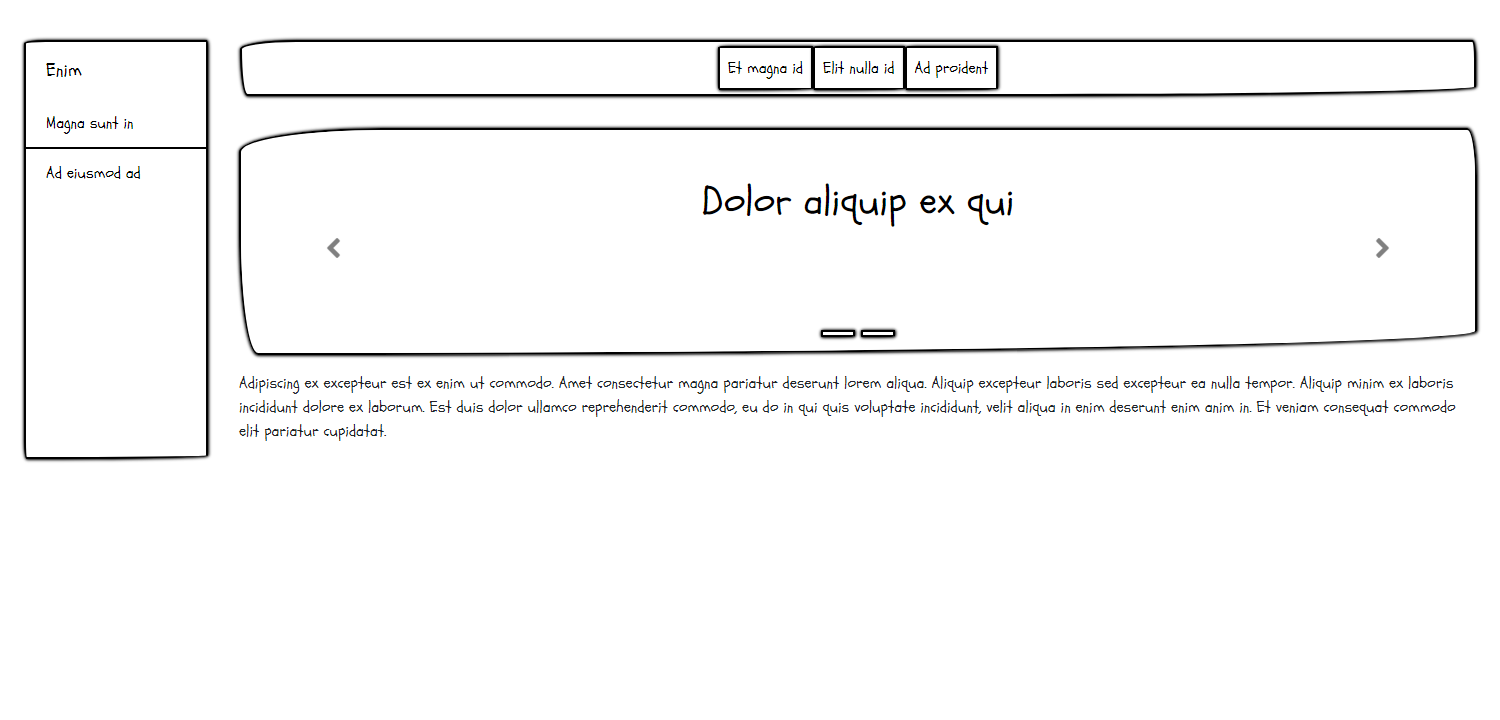 Enim
Magna sunt in
Ad eiusmod ad
Et magna id
Elit nulla id
Ad proident
Dolor aliquip ex qui
Adipiscing ex excepteur est ex enim ut commodo. Amet consectetur magna pariatur deserunt lorem aliqua. Aliquip excepteur laboris sed excepteur ea nulla tempor. Aliquip minim ex laboris
incididunt dolore ex laborum. Est duis dolor ullamco reprehenderit commodo, eu do in qui quis voluptate incididunt, velit aliqua in enim deserunt enim anim in. Et veniam consequat commodo
elit pariatur cupidatat.